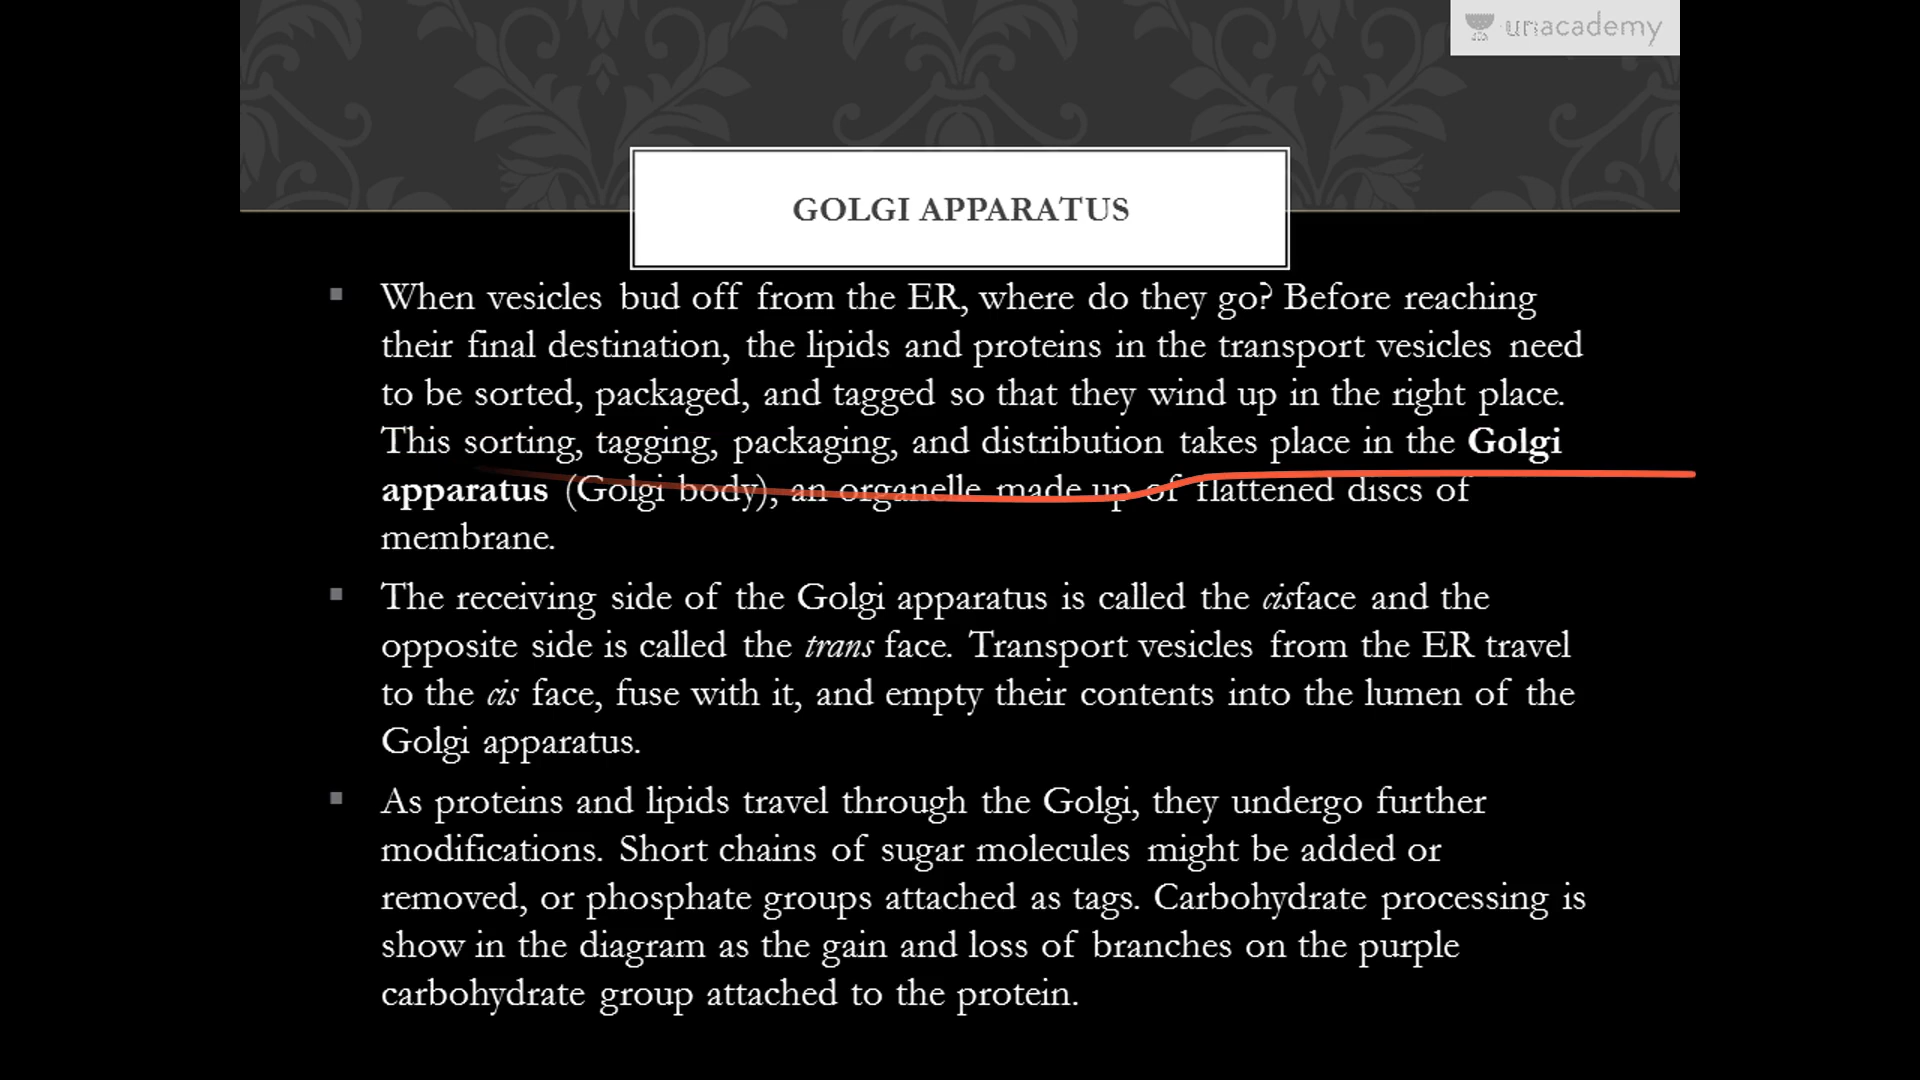 unacademy
GOLGI APPARATUS
When vesicles bud off from the ER, where do they go? Before reaching
their final destination, the lipids and proteins in the transport vesicles need
to be sorted, packaged, and tagged so that they wind up in the right place.
This sorting, tagging, packaging, and distribution takes place in the Golgi
apparatus (Golgi body), an organelle made up of flattened discs of
membrane.
The receiving side of the Golgi apparatus is called the cisface and the
opposite side is called the trans face. Transport vesicles from the ER travel
to the cis face, fuse with it, and empty their contents into the lumen of the
Golgi apparatus.
As proteins and lipids travel through the Golgi, they undergo further
modifications. Short chains of sugar molecules might be added or
removed, or phosphate groups attached as tags. Carbohydrate processing is
show in the diagram as the gain and loss of branches on the purple
carbohydrate group attached to the protein.